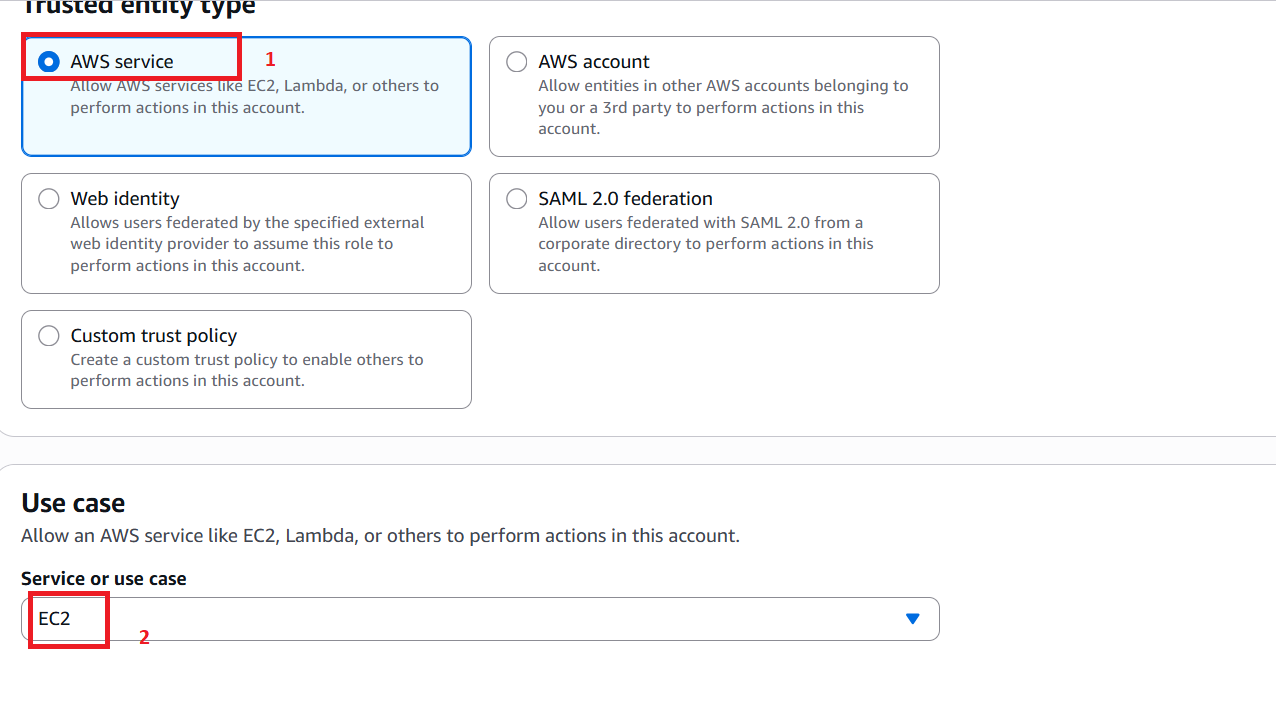 Trusted entity type
AWS service
1
Allow AWS services like EC2, Lambda, or others to
perform actions in this account.
AWS account
Allow entities in other AWS accounts belonging to
you or a 3rd party to perform actions in this
account.
Web identity
Allows users federated by the specified external
web identity provider to assume this role to
perform actions in this account.
SAML 2.0 federation
Allow users federated with SAML 2.0 from a
corporate directory to perform actions in this
account.
Custom trust policy
Create a custom trust policy to enable others to
perform actions in this account.
Use case
Allow an AWS service like EC2, Lambda, or others to perform actions in this account.
Service or use case
EC2
2